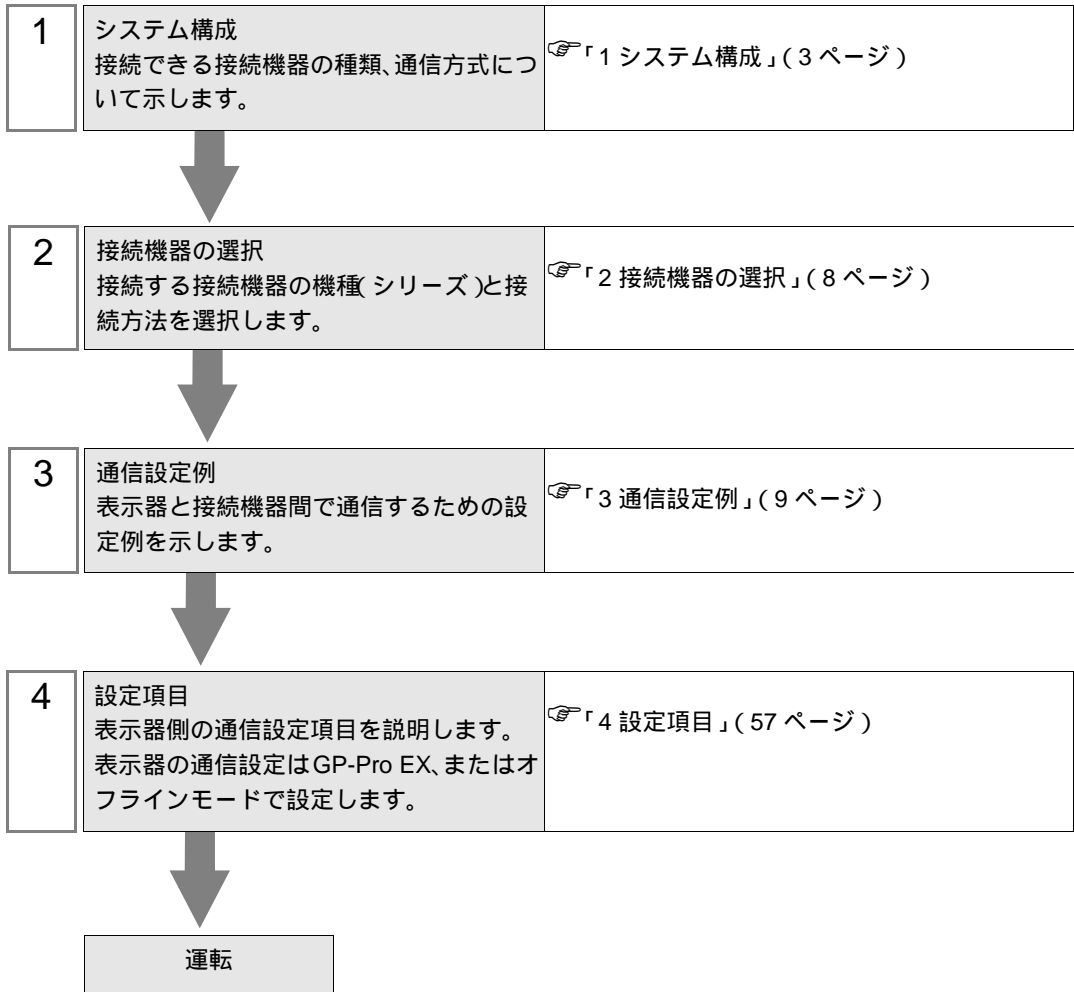 1
システム構成
接続できる接続機器の種類、通信方式につ
いて示します。
☞「1 システム構成」(3 ページ)
2
接続機器の選択
接続する接続機器の機種(シリーズ)と接
続方法を選択します。
☞「2 接続機器の選択」(8 ページ)
3
通信設定例
表示器と接続機器間で通信するための設
定例を示します。
☞「3 通信設定例」(9 ページ)
4
設定項目
表示器側の通信設定項目を説明します。
表示器の通信設定はGP-Pro EX、またはオ
フラインモードで設定します。
☞「4 設定項目」(57 ページ)
運転